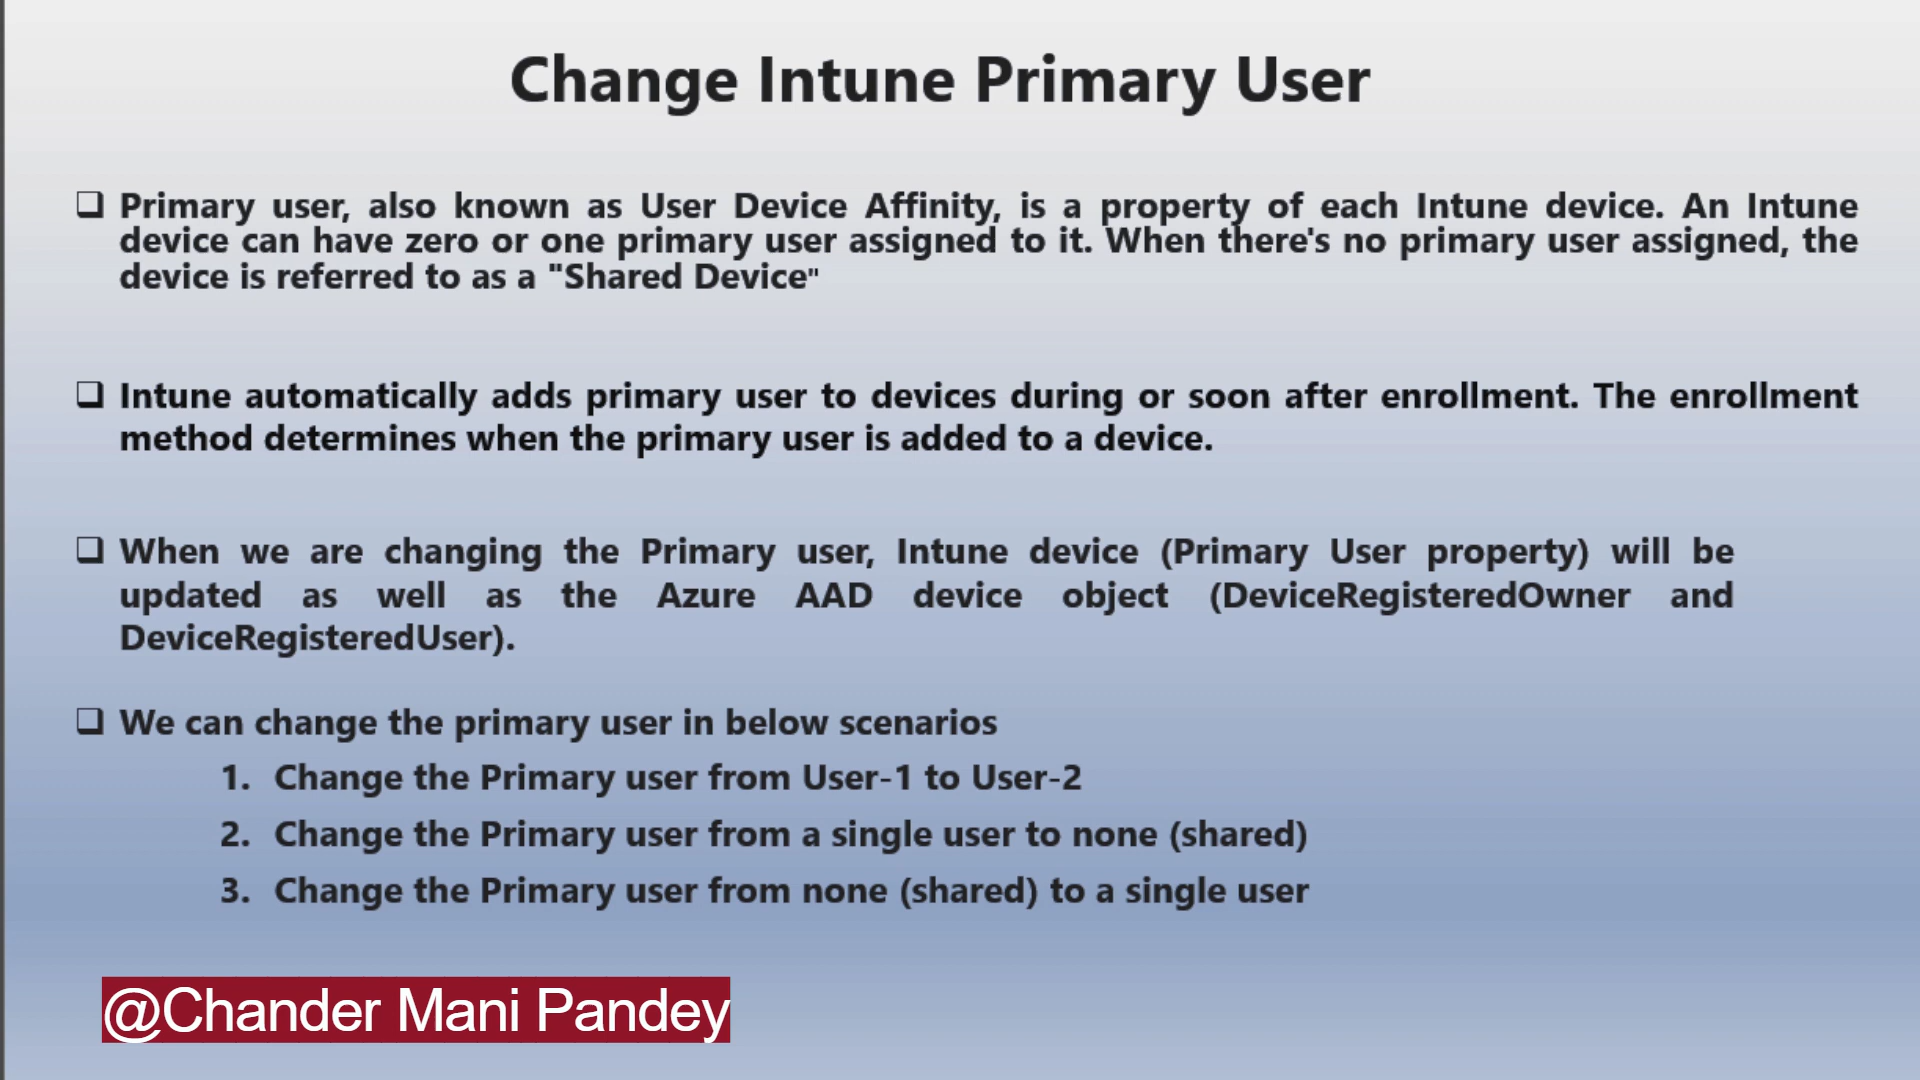 Change Intune Primary User
❑ Primary user, also known as User Device Affinity, is a property of each Intune device. An Intune
device can have zero or one primary user assigned to it. When there's no primary user assigned, the
device is referred to as a "Shared Device"
❑ Intune automatically adds primary user to devices during or soon after enrollment. The enrollment
method determines when the primary user is added to a device.
❑ When we are changing the Primary user, Intune device (Primary User property) will be
updated as well as the Azure AAD device object (DeviceRegisteredOwner and
DeviceRegisteredUser).
❑ We can change the primary user in below scenarios
1. Change the Primary user from User-1 to User-2
2. Change the Primary user from a single user to none (shared)
3. Change the Primary user from none (shared) to a single user
@Chander Mani Pandey